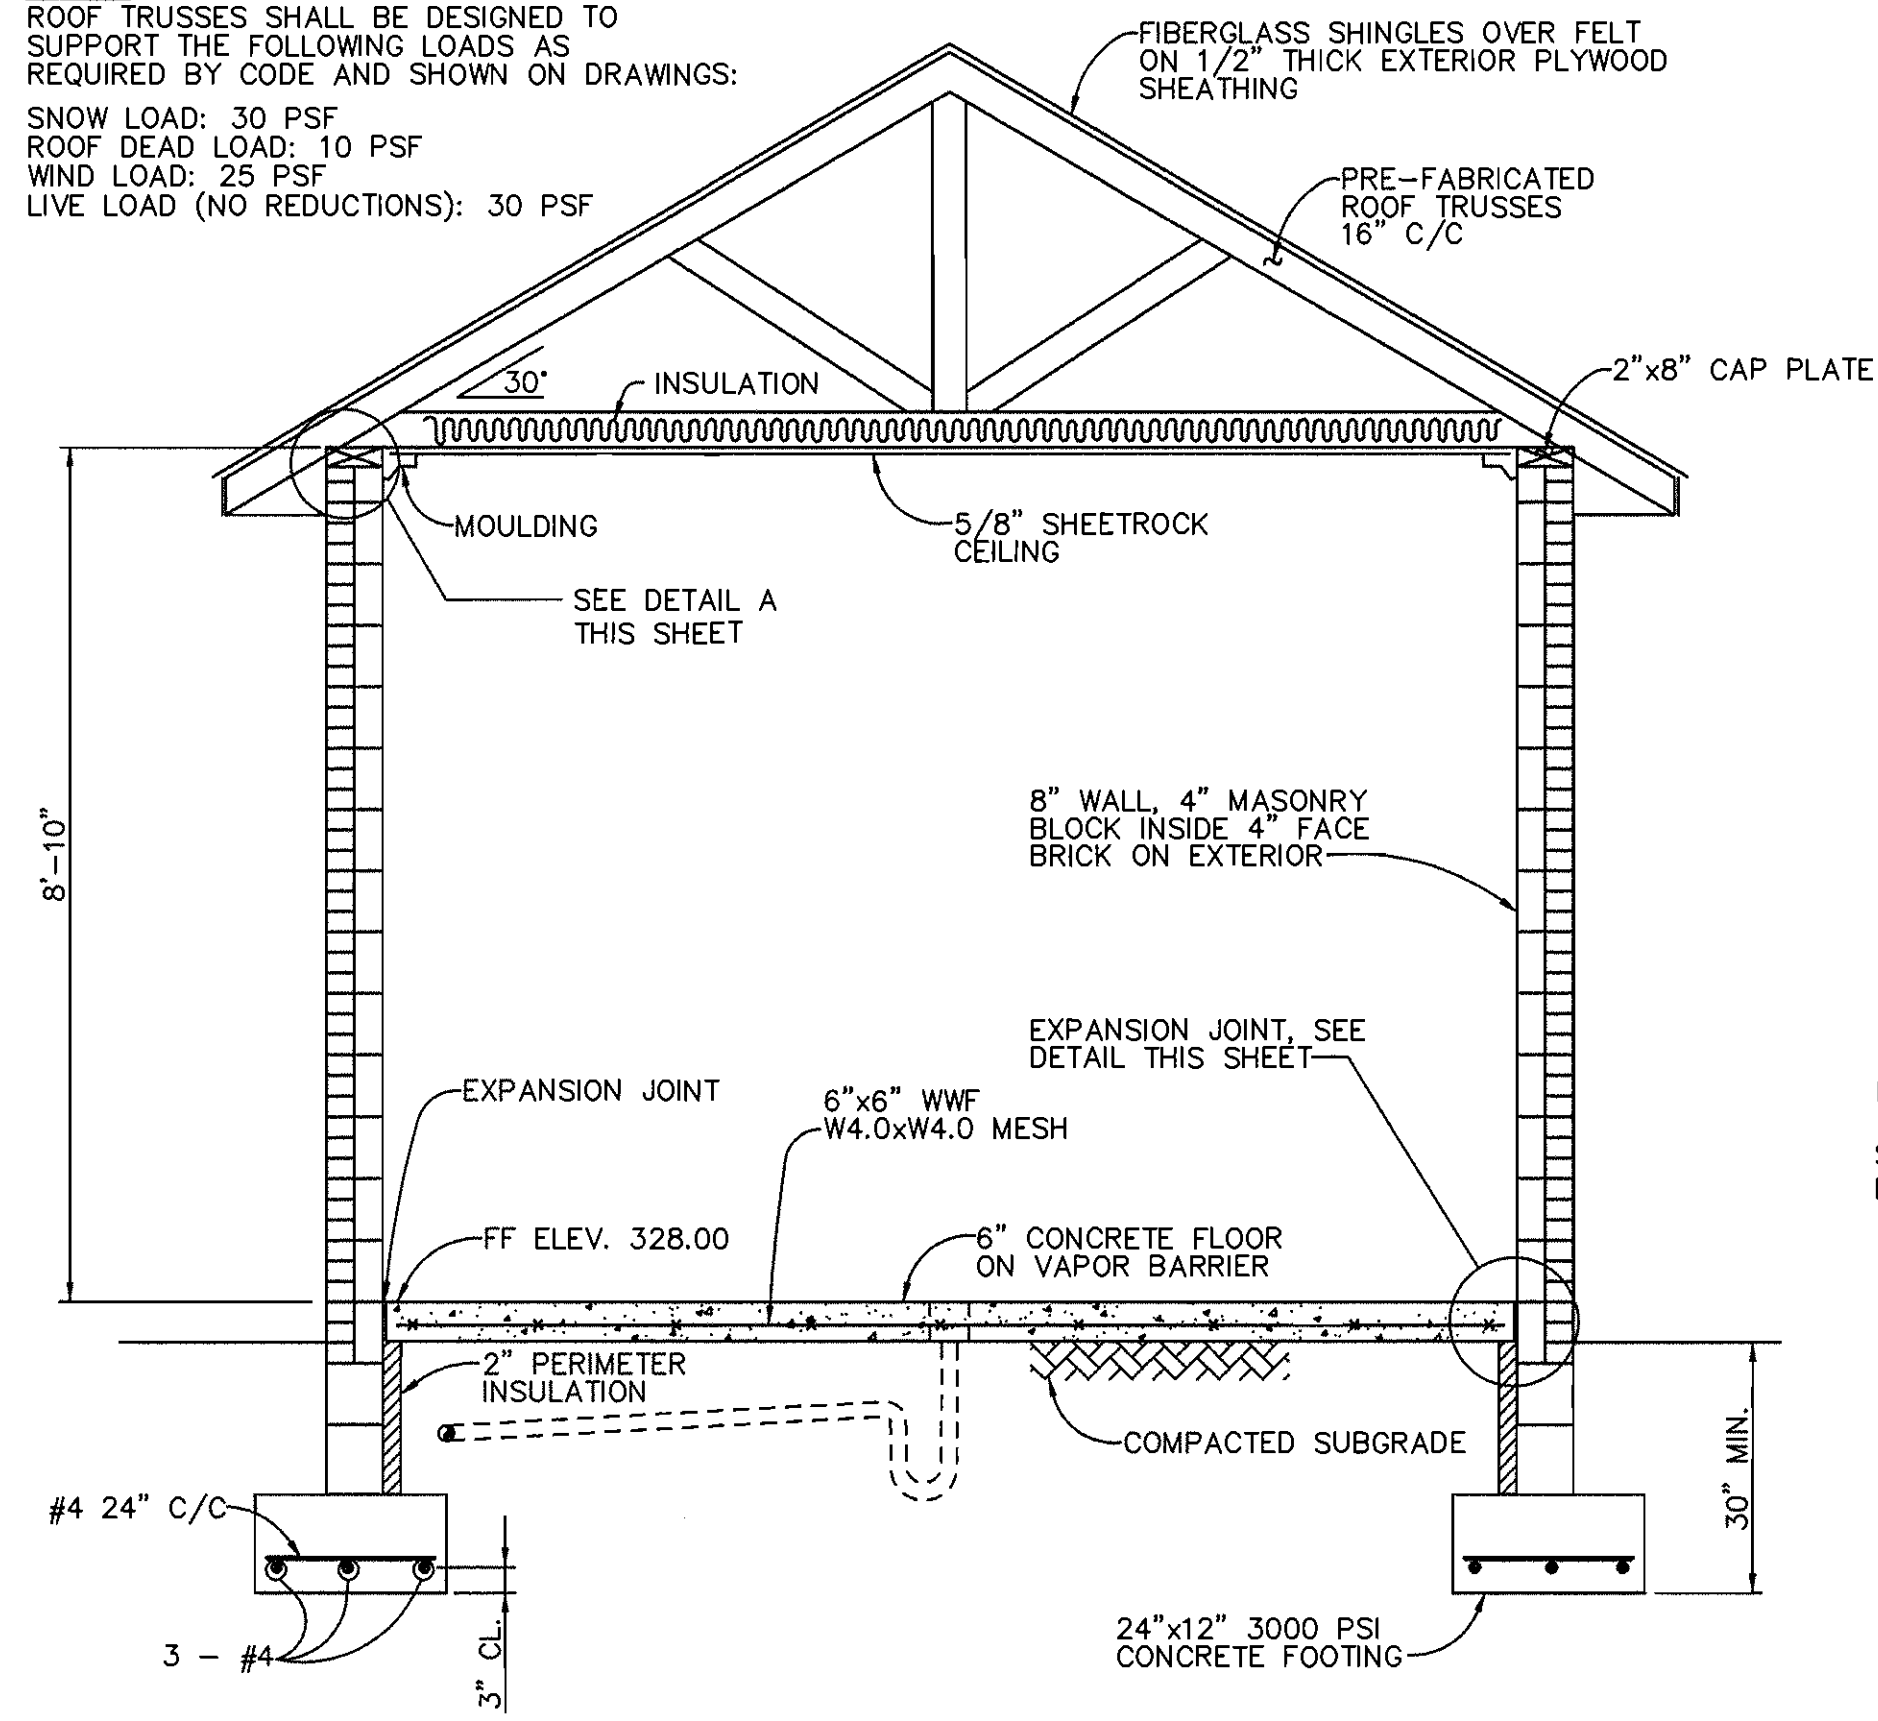 ROOF TRUSSES SHALL BE DESIGNED TO
SUPPORT THE FOLLOWING LOADS AS
REQUIRED BY CODE AND SHOWN ON DRAWINGS:
SNOW LOAD: 30 PSF
ROOF DEAD LOAD: 10 PSF
WIND LOAD: 25 PSF
LIVE LOAD (NO REDUCTIONS): 30 PSF
FIBERGLASS SHINGLES OVER FELT
ON 1/2" THICK EXTERIOR PLYWOOD
SHEATHING
PRE-FABRICATED
ROOF TRUSSES
16" C/C
30°
INSULATION
2"x8" CAP PLATE
MOULDING
5/8" SHEETROCK
CEILING
SEE DETAIL A
THIS SHEET
8'-10"
8" WALL, 4" MASONRY
BLOCK INSIDE 4" FACE
BRICK ON EXTERIOR
EXPANSION JOINT, SEE
DETAIL THIS SHEET
EXPANSION JOINT
6"x6" WWF
W4.0xW4.0 MESH
FF ELEV. 328.00
6" CONCRETE FLOOR
ON VAPOR BARRIER
2" PERIMETER
INSULATION
COMPACTED SUBGRADE
30" MIN.
#4 24" C/C
3 - #4
3" CL.
24"x12" 3000 PSI
CONCRETE FOOTING